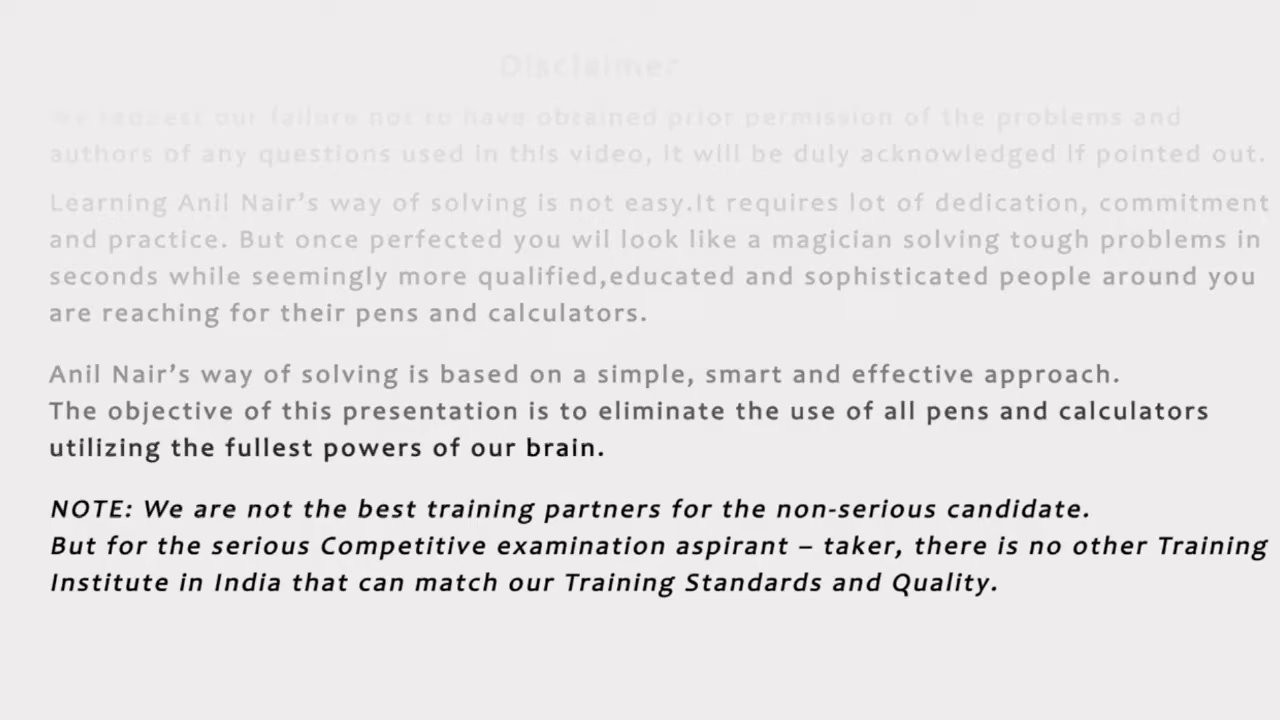 Disclaimer
We request our failure not to have obtained prior permission of the problems and
authors of any questions used in this video, it will be duly acknowledged if pointed out.
Learning Anil Nair's way of solving is not easy.It requires lot of dedication, commitment
and practice. But once perfected you wil look like a magician solving tough problems in
seconds while seemingly more qualified,educated and sophisticated people around you
are reaching for their pens and calculators.
Anil Nair's way of solving is based on a simple, smart and effective approach.
The objective of this presentation is to eliminate the use of all pens and calculators
utilizing the fullest powers of our brain.
NOTE: We are not the best training partners for the non-serious candidate.
But for the serious Competitive examination aspirant – taker, there is no other Training
Institute in India that can match our Training Standards and Quality.